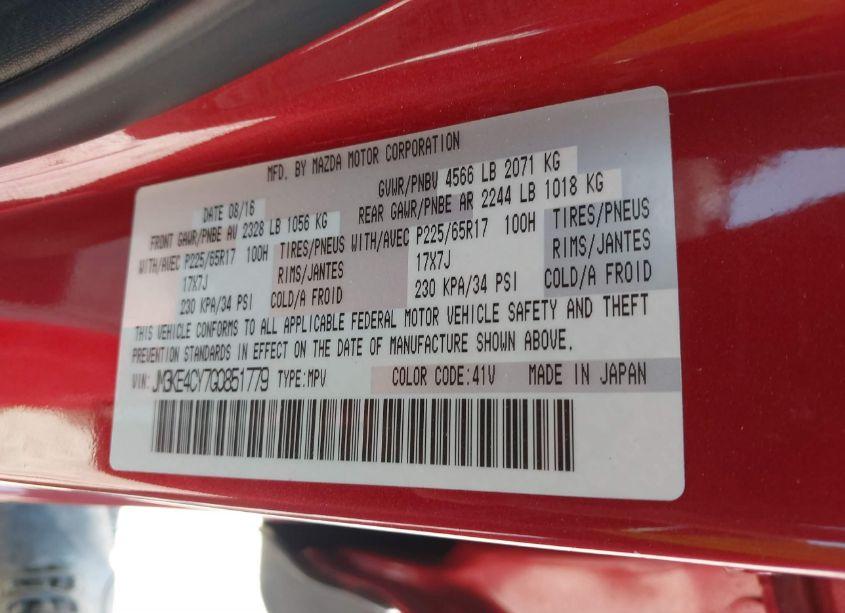 MFD. BY MAZDA MOTOR CORPORATION
DATE 08/16 GVWR/PNBV 4566 LB 2071 KG
FRONT GAWR/PNBE AV 2328 LB 1056 KG REAR GAWR/PNBE AR 2244 LB 1018 KG
WITH/AVEC P225/65R17 100H TIRES/PNEUS WITH/AVEC P225/65R17 100H TIRES/PNEUS
17X7J RIMS/JANTES 17X7J RIMS/JANTES
230 KPA/34 PSI COLD/A FROID 230 KPA/34 PSI COLD/A FROID
THIS VEHICLE CONFORMS TO ALL APPLICABLE FEDERAL MOTOR VEHICLE SAFETY AND THEFT
PREVENTION STANDARDS IN EFFECT ON THE DATE OF MANUFACTURE SHOWN ABOVE.
VIN: JM3KE4CY7G0851779 TYPE:MPV COLOR CODE:41V MADE IN JAPAN